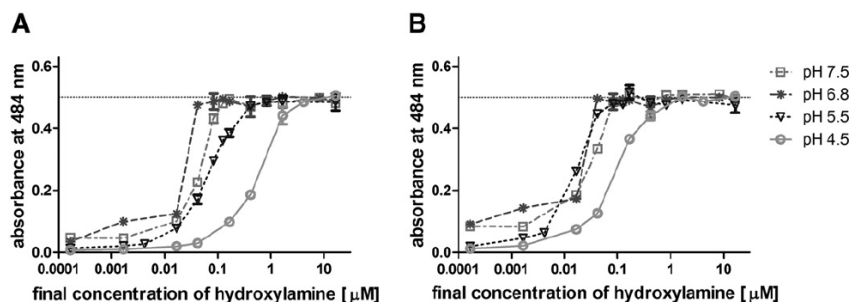 A
B
absorbance at 484 nm
0.6
0.4
0.2
0.0
0.0001
0.001
0.01
0.1
1
10
final concentration of hydroxylamine [ µM]
absorbance at 484 nm
0.6
0.4
0.2
0.0
0.0001
0.001
0.01
0.1
1
10
final concentration of hydroxylamine [ µM]
pH 7.5
pH 6.8
pH 5.5
pH 4.5